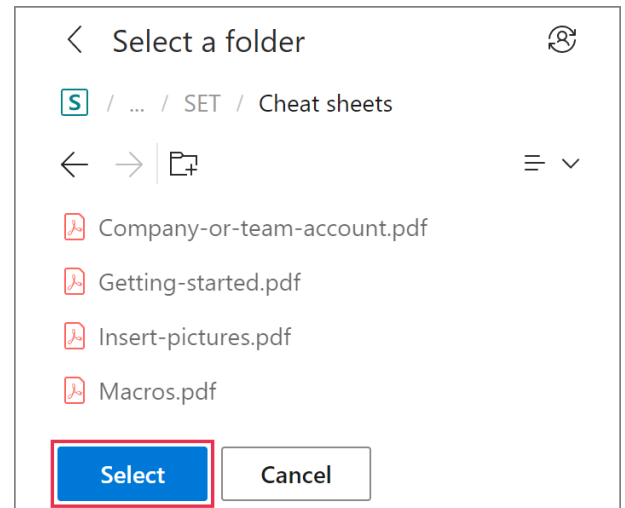 Select a folder
S / ... / SET / Cheat sheets
Company-or-team-account.pdf
Getting-started.pdf
Insert-pictures.pdf
Macros.pdf
Select Cancel